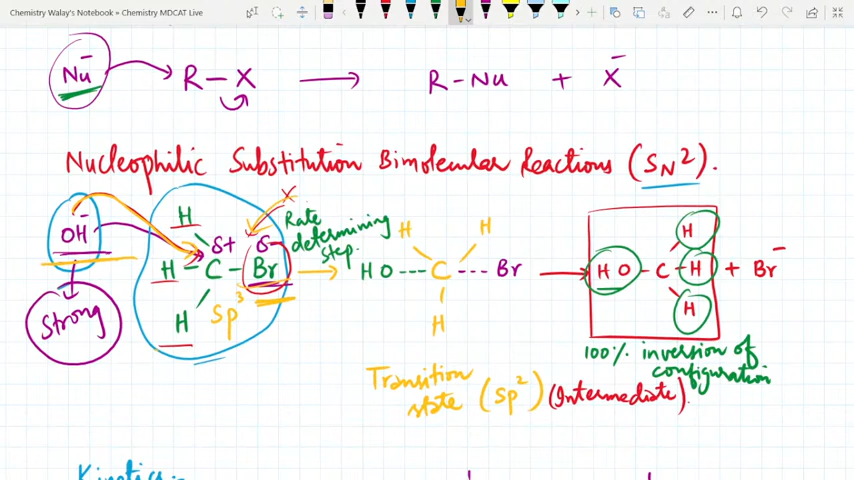 Chemistry Walay's Notebook » Chemistry MDCAT Live
Nu⁻ → R – X → R – Nu + X⁻
Nucleophilic Substitution Bimolecular Reactions (SN2).
OH⁻
Strong
H
H – C – Br
H
δ+ δ-
Sp³
Rate
determining
step.
H H
HO --- C --- Br
H
Transition
state (Sp²) (Intermediate).
H
HO – C – H + Br⁻
H
100% inversion of
configuration
Kinetics :-